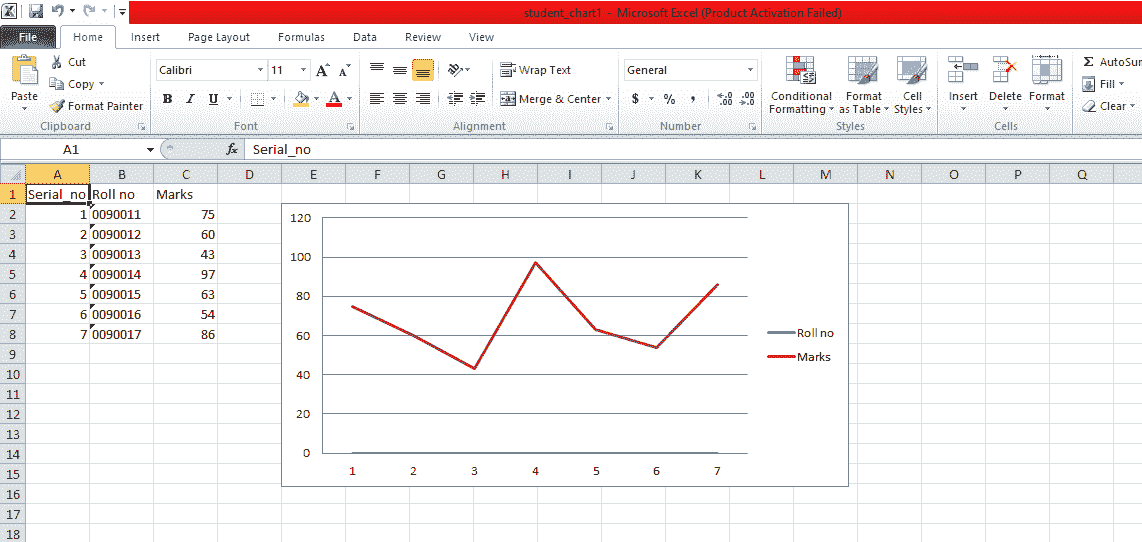 student_chart1 - Microsoft Excel (Product Activation Failed)
File Home Insert Page Layout Formulas Data Review View
Paste Cut Copy Format Painter Clipboard
Calibri 11 B I U A Font
Wrap Text Merge & Center Alignment
General $ % , .0 .00 .00 .0 Number
Conditional Formatting Format as Table Cell Styles Styles
Insert Delete Format Cells
Σ AutoSum Fill Clear
A1 fx Serial_no
A B C D E F G H I J K L M N O P Q
1 Serial_no Roll no Marks
2 1 0090011 75
3 2 0090012 60
4 3 0090013 43
5 4 0090014 97
6 5 0090015 63
7 6 0090016 54
8 7 0090017 86
9
10
11
12
13
14
15
16
17
18
120
100
80
60
40
20
0
1 2 3 4 5 6 7
Roll no
Marks